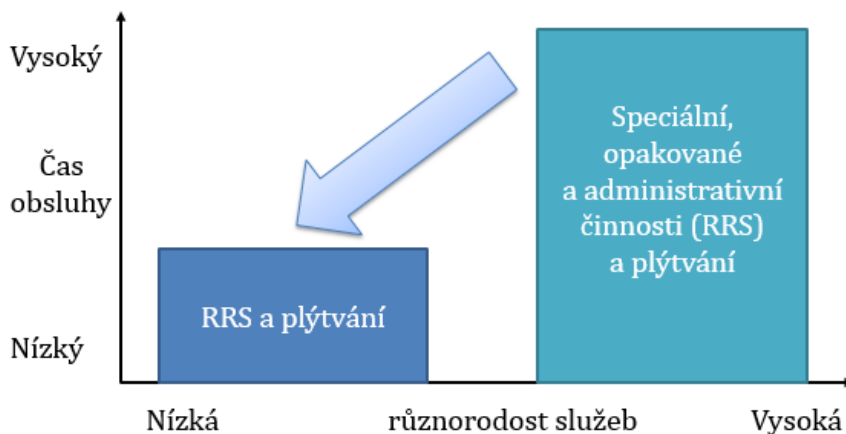 Vysoký
Čas
obsluhy
Nízký
Speciální,
opakované
a administrativní
činnosti (RRS)
a plýtvání
RRS a plýtvání
Nízká
různorodost služeb
Vysoká